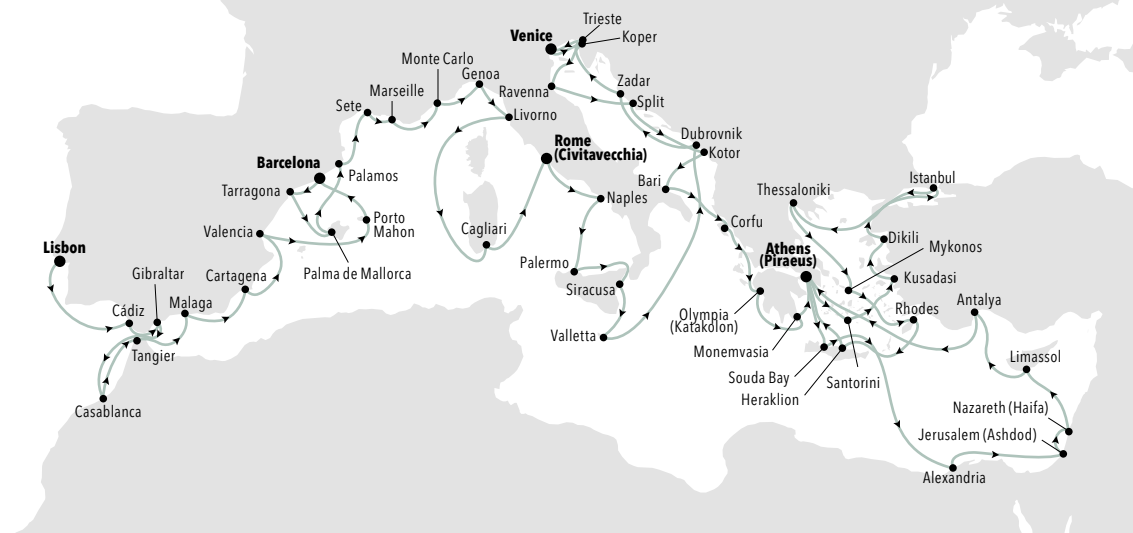 Trieste
Venice
Koper
Monte Carlo
Genoa
Zadar
Marseille
Ravenna
Sete
Split
Livorno
Dubrovnik
Rome
(Civitavecchia)
Kotor
Barcelona
Palamos
Bari
Istanbul
Tarragona
Thessaloniki
Naples
Porto
Mahon
Corfu
Valencia
Cagliari
Dikili
Lisbon
Mykonos
Athens
(Piraeus)
Palermo
Gibraltar
Palma de Mallorca
Cartagena
Kusadasi
Siracusa
Malaga
Antalya
Cádiz
Rhodes
Olympia
(Katakolon)
Valletta
Monemvasia
Tangier
Limassol
Souda Bay
Santorini
Heraklion
Casablanca
Nazareth (Haifa)
Jerusalem (Ashdod)
Alexandria